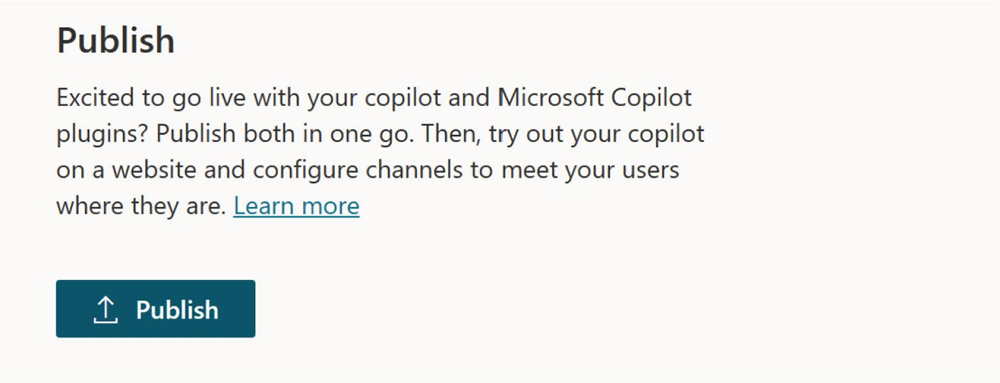 Publish
Excited to go live with your copilot and Microsoft Copilot
plugins? Publish both in one go. Then, try out your copilot
on a website and configure channels to meet your users
where they are. Learn more
Publish